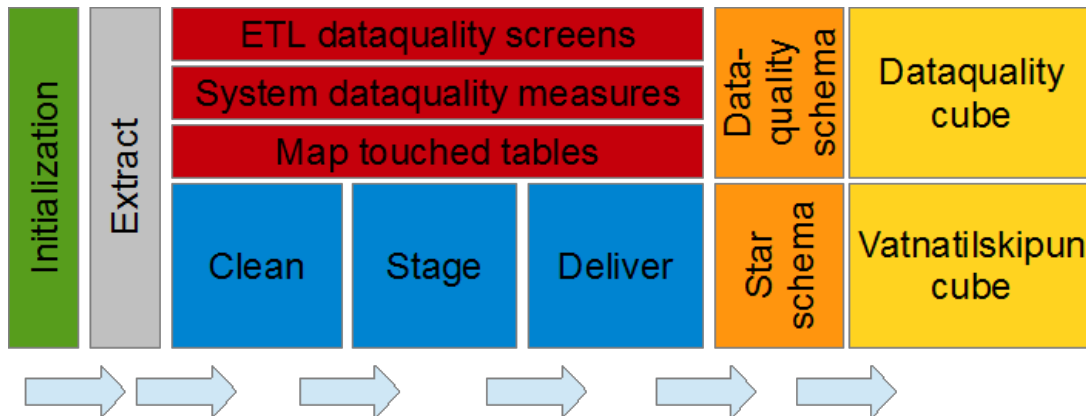 Initialization
Extract
ETL dataquality screens
System dataquality measures
Map touched tables
Clean
Stage
Deliver
Data-
quality
schema
Star
schema
Dataquality
cube
Vatnatilskipun
cube